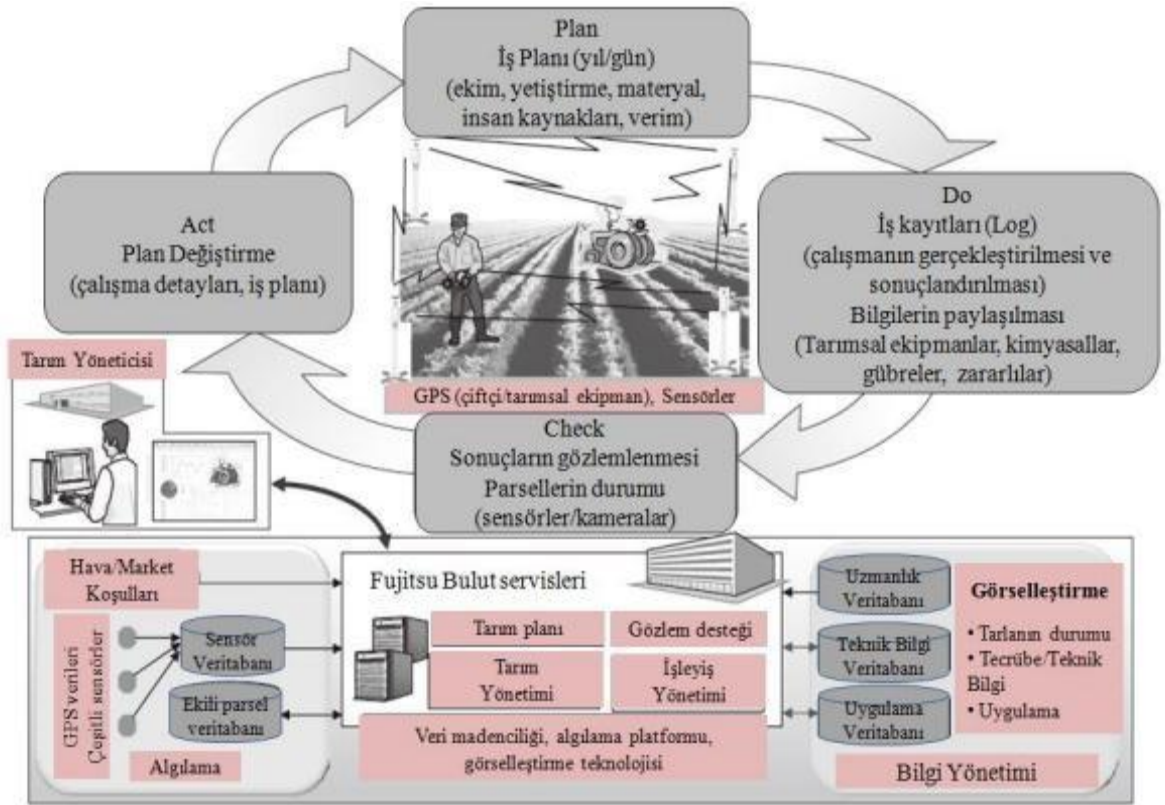 Plan
İş Planı (yıl/gün)
(ekim, yetiştirme, materyal,
insan kaynakları, verim)
Act
Plan Değiştirme
(çalışma detayları, iş planı)
Do
İş kayıtları (Log)
(çalışmanın gerçekleştirilmesi ve
sonuçlandırılması)
Bilgilerin paylaşılması
(Tarımsal ekipmanlar, kimyasallar,
gübreler, zararlılar)
GPS (çiftçi/tarımsal ekipman), Sensörler
Check
Sonuçların gözlemlenmesi
Parsellerin durumu
(sensörler/kameralar)
Tarım Yöneticisi
Hava/Market
Koşulları
GPS verileri
Çeşitli sensörler
Sensör
Veritabanı
Ekili parsel
veritabanı
Algılama
Fujitsu Bulut servisleri
Tarım planı
Gözlem desteği
Tarım
Yönetimi
İşleyiş
Yönetimi
Veri madenciliği, algılama platformu,
görselleştirme teknolojisi
Uzmanlık
Veritabanı
Teknik Bilgi
Veritabanı
Uygulama
Veritabanı
Görselleştirme
• Tarlanın durumu
• Tecrübe/Teknik
Bilgi
• Uygulama
Bilgi Yönetimi